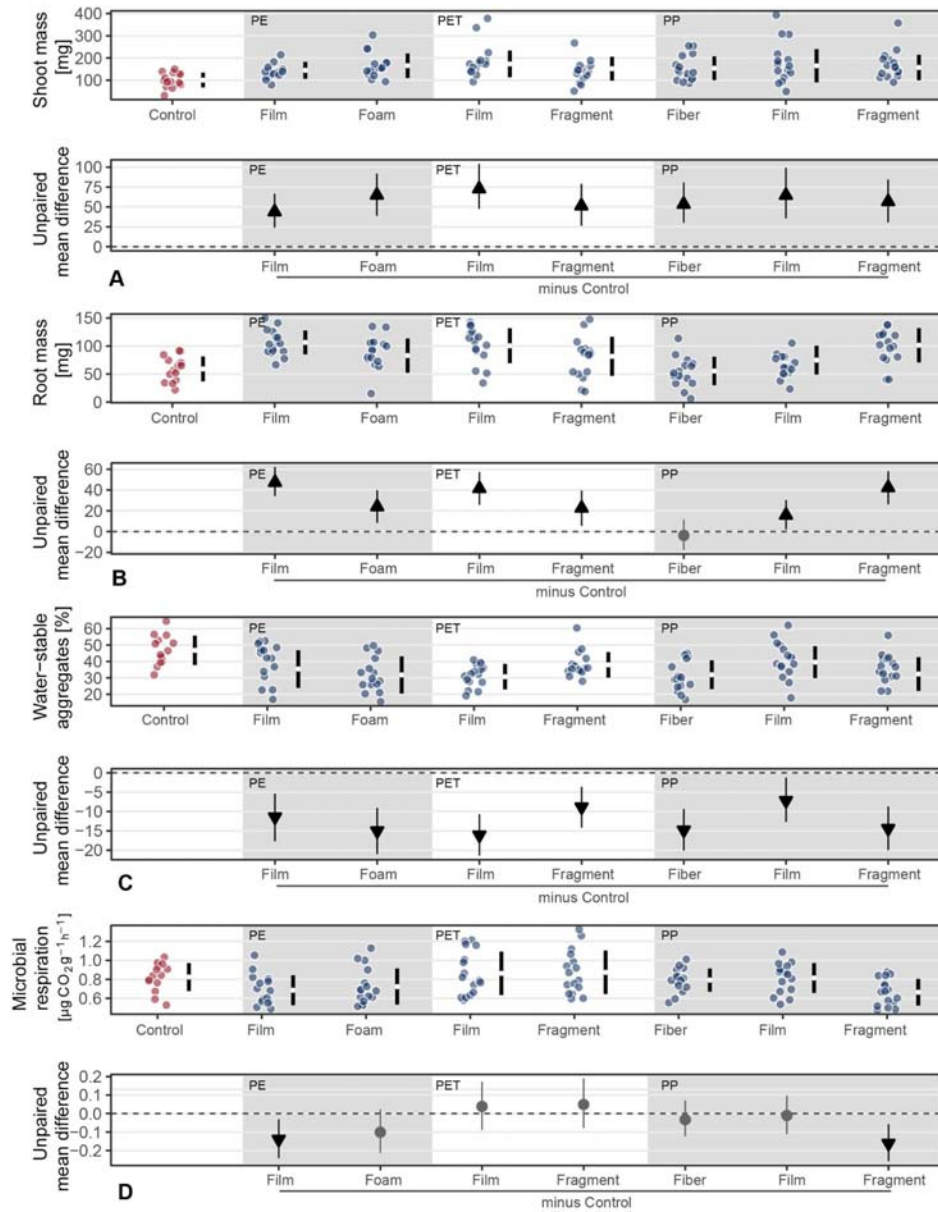 Shoot mass
[mg]
400
300
200
100
PE
PET
PP
Control
Film
Foam
Film
Fragment
Fiber
Film
Fragment
Unpaired
mean difference
100
75
50
25
0
PE
PET
PP
Film
Foam
Film
Fragment
Fiber
Film
Fragment
minus Control
A
Root mass
[mg]
150
100
50
0
PE
PET
PP
Control
Film
Foam
Film
Fragment
Fiber
Film
Fragment
Unpaired
mean difference
60
40
20
0
−20
PE
PET
PP
Film
Foam
Film
Fragment
Fiber
Film
Fragment
minus Control
B
Water−stable
aggregates [%]
60
50
40
30
20
PE
PET
PP
Control
Film
Foam
Film
Fragment
Fiber
Film
Fragment
Unpaired
mean difference
0
−5
−10
−15
−20
PE
PET
PP
Film
Foam
Film
Fragment
Fiber
Film
Fragment
minus Control
C
Microbial
respiration
[µg CO₂ g⁻¹ h⁻¹]
1.2
1.0
0.8
0.6
PE
PET
PP
Control
Film
Foam
Film
Fragment
Fiber
Film
Fragment
Unpaired
mean difference
0.2
0.1
0.0
−0.1
−0.2
PE
PET
PP
Film
Foam
Film
Fragment
Fiber
Film
Fragment
minus Control
D